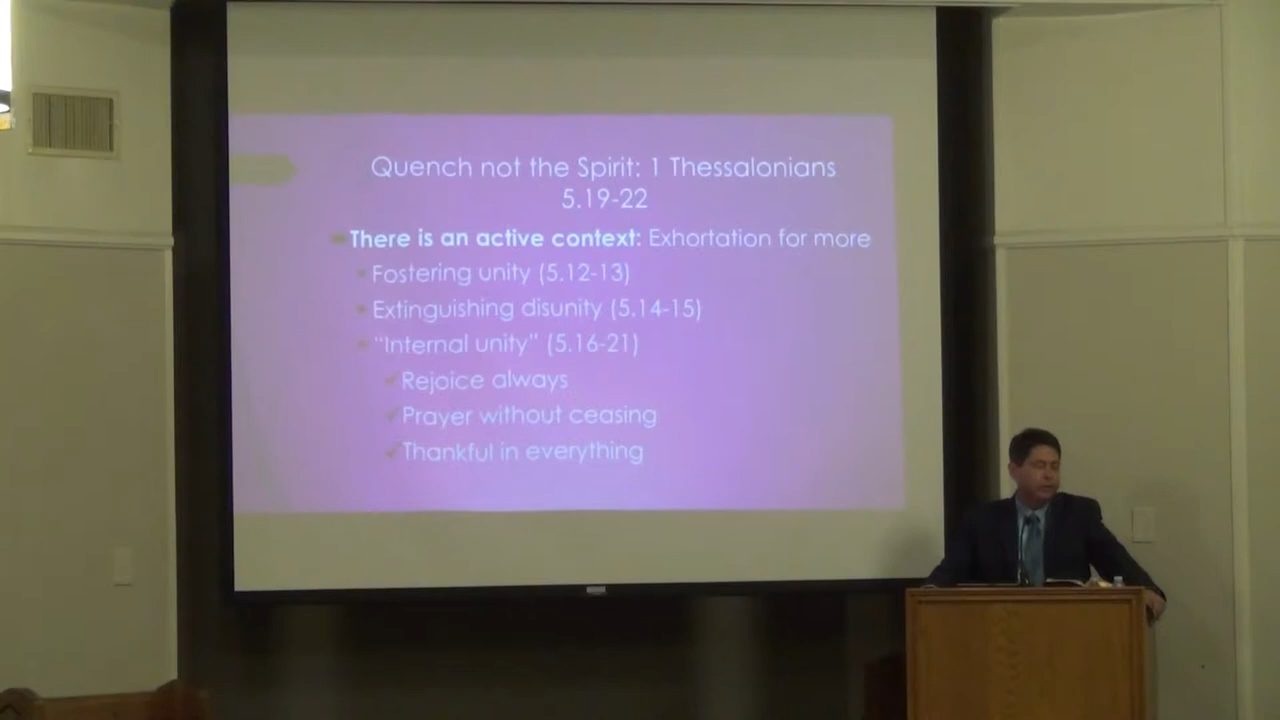 Quench not the Spirit: 1 Thessalonians
5.19-22
There is an active context: Exhortation for more
Fostering unity (5.12-13)
Extinguishing disunity (5.14-15)
“Internal unity” (5.16-21)
Rejoice always
Prayer without ceasing
Thankful in everything